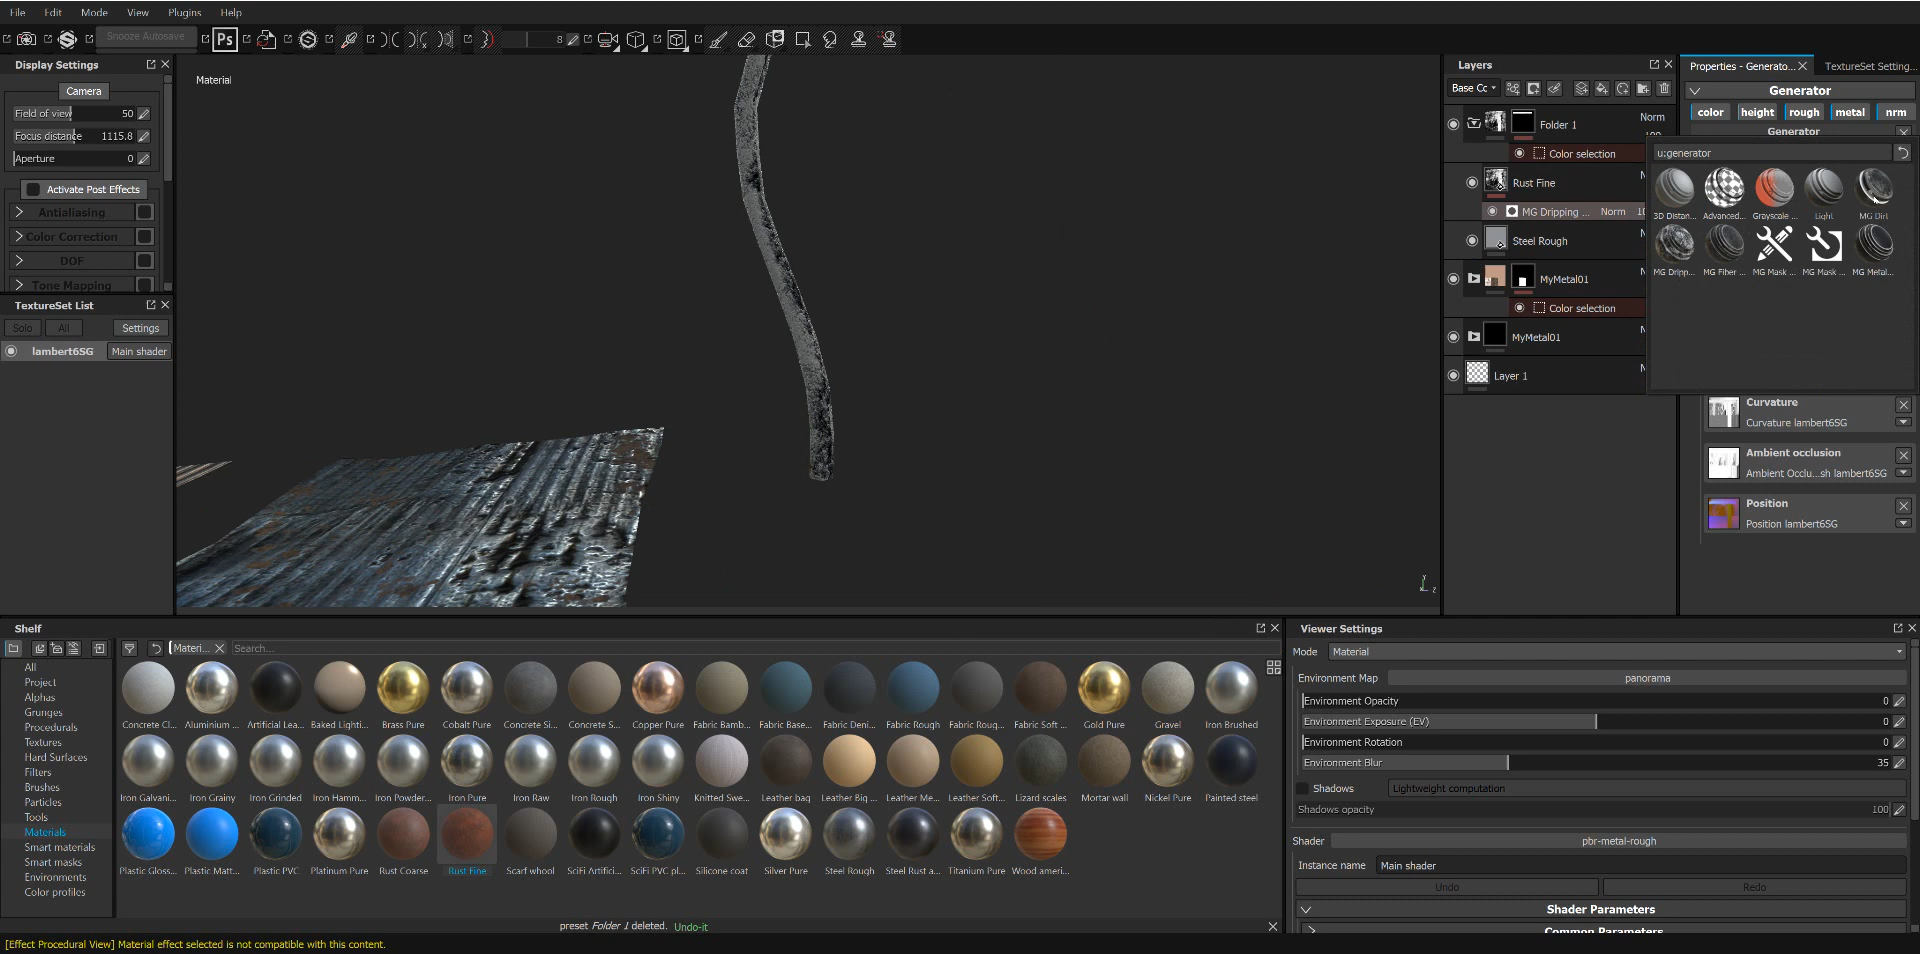 File Edit Mode View Plugins Help
Snooze Autosave
Ps
8
Display Settings
Camera
Field of view 50
Focus distance 1115.8
Aperture 0
Activate Post Effects
Antialiasing
Color Correction
DOF
Tone Mapping
TextureSet List
Solo All Settings
lambert6SG Main shader
Material
Y
Z
Layers
Base Cc
Folder 1 Norm
Color selection
Rust Fine
MG Dripping ... Norm 10
Steel Rough
MyMetal01
Color selection
MyMetal01
Layer 1
Properties - Generato... TextureSet Setting...
Generator
color height rough metal nrm
Generator
u:generator
3D Distan... Advanced... Grayscale ... Light MG Dirt
MG Dripp... MG Fiber ... MG Mask ... MG Mask ... MG Metal...
Curvature
Curvature lambert6SG
Ambient occlusion
Ambient Occlu...sh lambert6SG
Position
Position lambert6SG
Shelf
Materi... Search...
All
Project
Alphas
Grunges
Procedurals
Textures
Hard Surfaces
Filters
Brushes
Particles
Tools
Materials
Smart materials
Smart masks
Environments
Color profiles
Concrete Cl... Aluminium ... Artificial Lea... Baked Lighti... Brass Pure Cobalt Pure Concrete Si... Concrete S... Copper Pure Fabric Bamb... Fabric Base... Fabric Deni... Fabric Rough Fabric Roug... Fabric Soft ... Gold Pure Gravel Iron Brushed
Iron Galvani... Iron Grainy Iron Grinded Iron Hamm... Iron Powder... Iron Pure Iron Raw Iron Rough Iron Shiny Knitted Swe... Leather bag Leather Big ... Leather Me... Leather Soft... Lizard scales Mortar wall Nickel Pure Painted steel
Plastic Gloss... Plastic Matt... Plastic PVC Platinum Pure Rust Coarse Rust Fine Scarf whool SciFi Artifici... SciFi PVC pl... Silicone coat Silver Pure Steel Rough Steel Rust a... Titanium Pure Wood ameri...
preset Folder 1 deleted. Undo-it
[Effect Procedural View] Material effect selected is not compatible with this content.
Viewer Settings
Mode Material
Environment Map panorama
Environment Opacity 0
Environment Exposure (EV) 0
Environment Rotation 0
Environment Blur 35
Shadows Lightweight computation
Shadows opacity 100
Shader pbr-metal-rough
Instance name Main shader
Undo Redo
Shader Parameters
Common Parameters